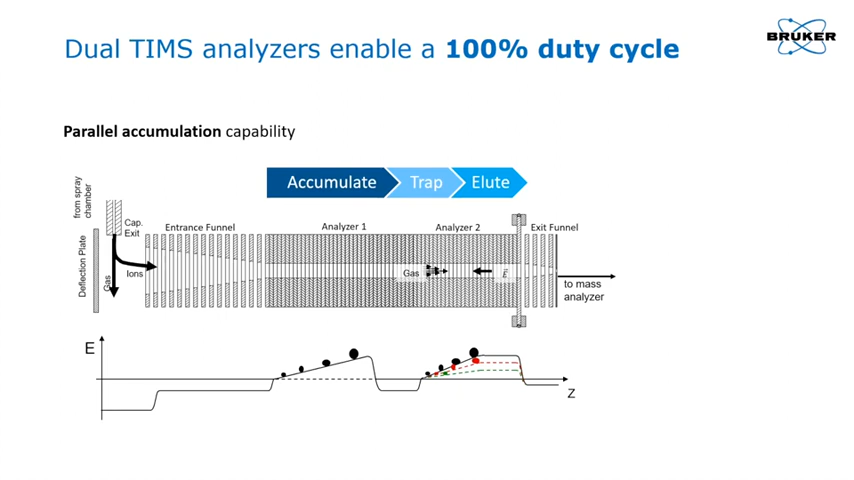 Dual TIMS analyzers enable a 100% duty cycle
BRUKER
Parallel accumulation capability
Accumulate
Trap
Elute
from spray
chamber
Cap.
Exit
Entrance Funnel
Analyzer 1
Analyzer 2
Exit Funnel
Deflection Plate
Gas
Ions
Gas
E
to mass
analyzer
E
Z